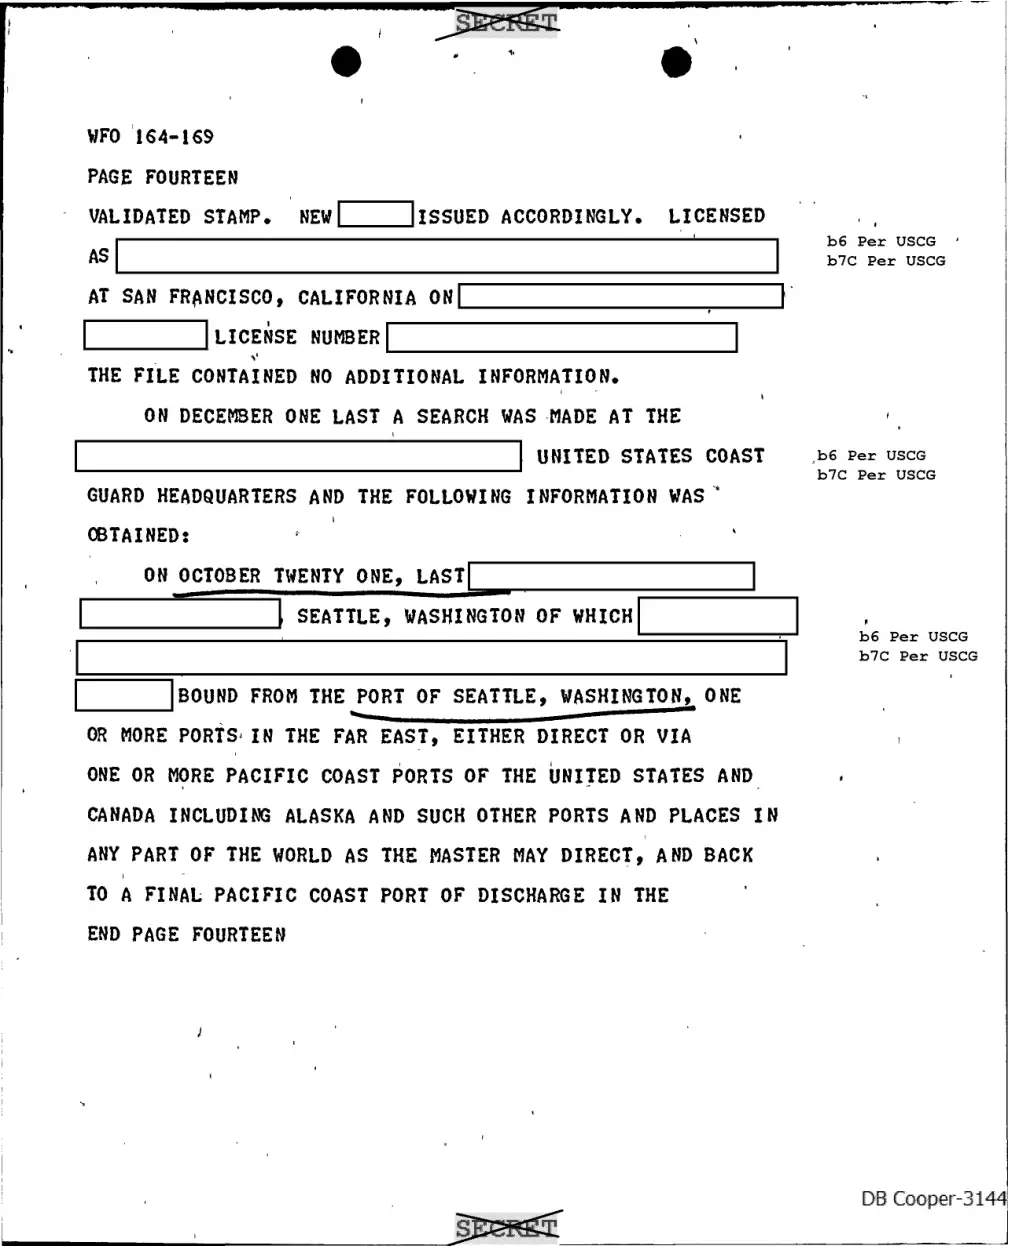 SECRET
WFO 164-169
PAGE FOURTEEN
VALIDATED STAMP. NEW ISSUED ACCORDINGLY. LICENSED
b6 Per USCG
AS
b7C Per USCG
AT SAN FRANCISCO, CALIFORNIA ON
LICENSE NUMBER
THE FILE CONTAINED NO ADDITIONAL INFORMATION.
ON DECEMBER ONE LAST A SEARCH WAS MADE AT THE
UNITED STATES COAST
b6 Per USCG
b7C Per USCG
GUARD HEADQUARTERS AND THE FOLLOWING INFORMATION WAS
OBTAINED:
ON OCTOBER TWENTY ONE, LAST
, SEATTLE, WASHINGTON OF WHICH
b6 Per USCG
b7C Per USCG
BOUND FROM THE PORT OF SEATTLE, WASHINGTON, ONE
OR MORE PORTS IN THE FAR EAST, EITHER DIRECT OR VIA
ONE OR MORE PACIFIC COAST PORTS OF THE UNITED STATES AND
CANADA INCLUDING ALASKA AND SUCH OTHER PORTS AND PLACES IN
ANY PART OF THE WORLD AS THE MASTER MAY DIRECT, AND BACK
TO A FINAL PACIFIC COAST PORT OF DISCHARGE IN THE
END PAGE FOURTEEN
DB Cooper-3144
SECRET